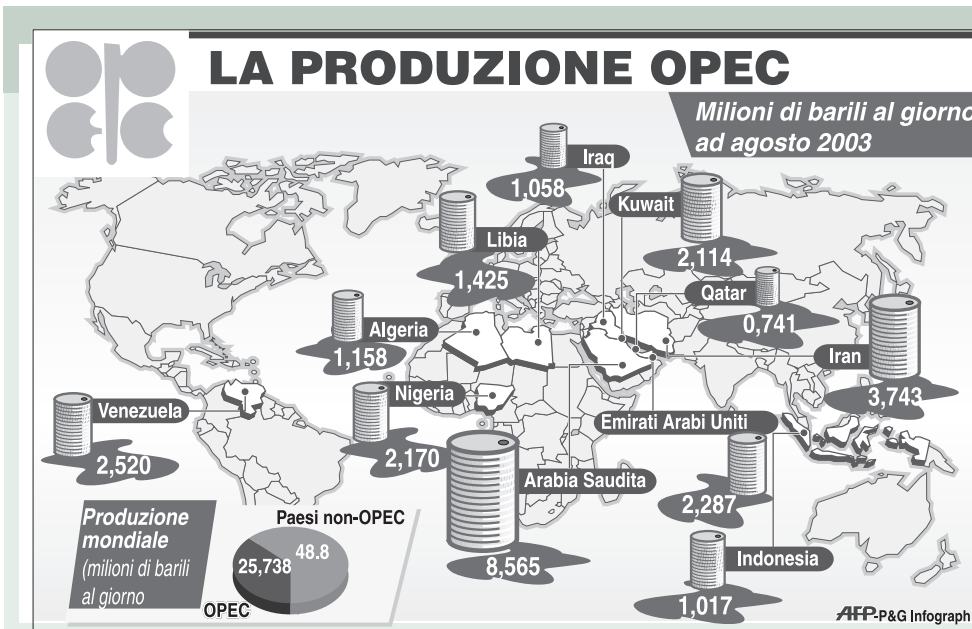 LA PRODUZIONE OPEC
Milioni di barili al giorno
ad agosto 2003
Iraq
1,058
Kuwait
2,114
Libia
1,425
Qatar
0,741
Algeria
1,158
Iran
3,743
Nigeria
2,170
Venezuela
2,520
Emirati Arabi Uniti
2,287
Arabia Saudita
8,565
Indonesia
1,017
Produzione
mondiale
(milioni di barili
al giorno
Paesi non-OPEC
48.8
25,738
OPEC
AFP-P&G Infograph